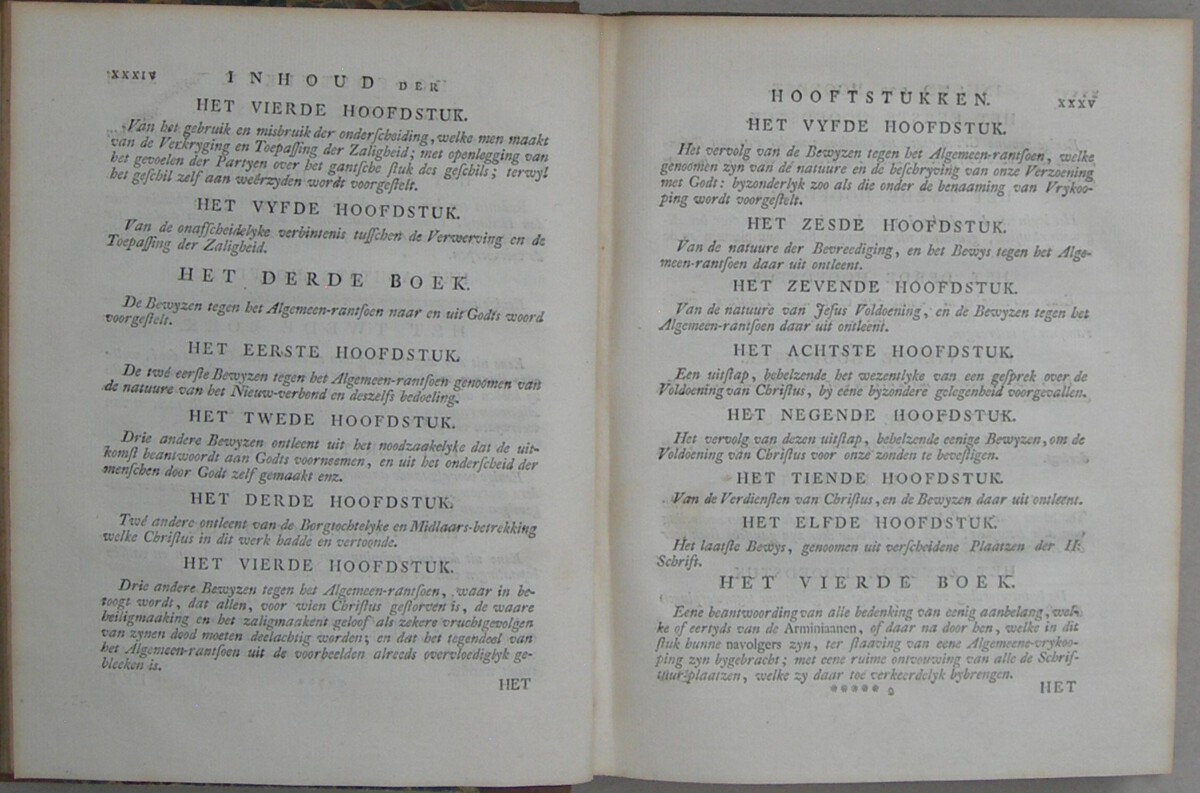 XXXIV INHOUD DER
HET VIERDE HOOFDSTUK.
Van het gebruik en misbruik der onderscheiding, welke men maakt
van de Verkryging en Toepassing der Zaligheid; met openlegging van
het gevoelen der Partyen over het gantsche stuk des geschils; terwyl
het geschil zelf aan weêrzyden wordt voorgestelt.
HET VYFDE HOOFDSTUK.
Van de onaffcheidelyke verbintenis tusschen de Verwerving en de
Toepassing der Zaligheid.
HET DERDE BOEK.
De Bewyzen tegen het Algemeen-rantsoen naar en uit Godts woord
voorgestelt.
HET EERSTE HOOFDSTUK.
De twé eerste Bewyzen tegen het Algemeen-rantsoen genoomen van
de natuure van het Nieuw-verbond en deszelfs bedoeling.
HET TWEDE HOOFDSTUK.
Drie andere Bewyzen ontleent uit het noodzaakelyke dat de uit-
komst beantwoordt aan Godts voorneemen, en uit het onderscheid der
menschen door Godt zelf gemaakt enz.
HET DERDE HOOFDSTUK.
Twé andere ontleent van de Borgtochtelyke en Midlaars-betrekking
welke Christus in dit werk hadde en vertoonde.
HET VIERDE HOOFDSTUK.
Drie andere Bewyzen tegen het Algemeen-rantsoen, waar in be-
toogt wordt, dat allen, voor wien Christus gestorven is, de waare
heiligmaaking en het zaligmaakent geloof als zekere vruchtgevolgen
van zynen dood moeten deelachtig worden; en dat het tegendeel van
het Algemeen-rantsoen uit de voorbeelden alreeds overvloediglyk ge-
bleeken is.
HET
HOOFTSTUKKEN. XXXV
HET VYFDE HOOFDSTUK.
Het vervolg van de Bewyzen tegen het Algemeen-rantsoen, welke
genoomen zyn van de natuure en de beschryving van onze Verzoening
met Godt: byzonderlyk zoo als die onder de benaaming van Vrykoo-
ping wordt voorgestelt.
HET ZESDE HOOFDSTUK.
Van de natuure der Bevreediging, en het Bewys tegen het Alge-
meen-rantsoen daar uit ontleent.
HET ZEVENDE HOOFDSTUK.
Van de natuure van Jesus Voldoening, en de Bewyzen tegen het
Algemeen-rantsoen daar uit ontleent.
HET ACHTSTE HOOFDSTUK.
Een uitstap, behelzende het wezentlyke van een gesprek over de
Voldoening van Christus, by eéne byzondere gelegenheid voorgevallen.
HET NEGENDE HOOFDSTUK.
Het vervolg van dezen uitstap, behelzende eenige Bewyzen, om de
Voldoening van Christus voor onze zonden te bevestigen.
HET TIENDE HOOFDSTUK.
Van de Verdiensten van Christus, en de Bewyzen daar uit ontleent.
HET ELFDE HOOFDSTUK.
Het laatste Bewys, genoomen uit verscheidene Plaatzen der H:
Schrift.
HET VIERDE BOEK.
Eene beantwoording van alle bedenking van eenig aanbelang, wel-
ke of eertyds van de Arminiaanen, of daar na door hen, welke in dit
stuk hunne navolgers zyn, ter staaving van eene Algemeene-vrykoo-
ping zyn bygebracht; met eene ruime ontvouwing van alle de Schrif-
tuurplaatzen, welke zy daar toe verkeerdelyk bybrengen.
***** 2 HET